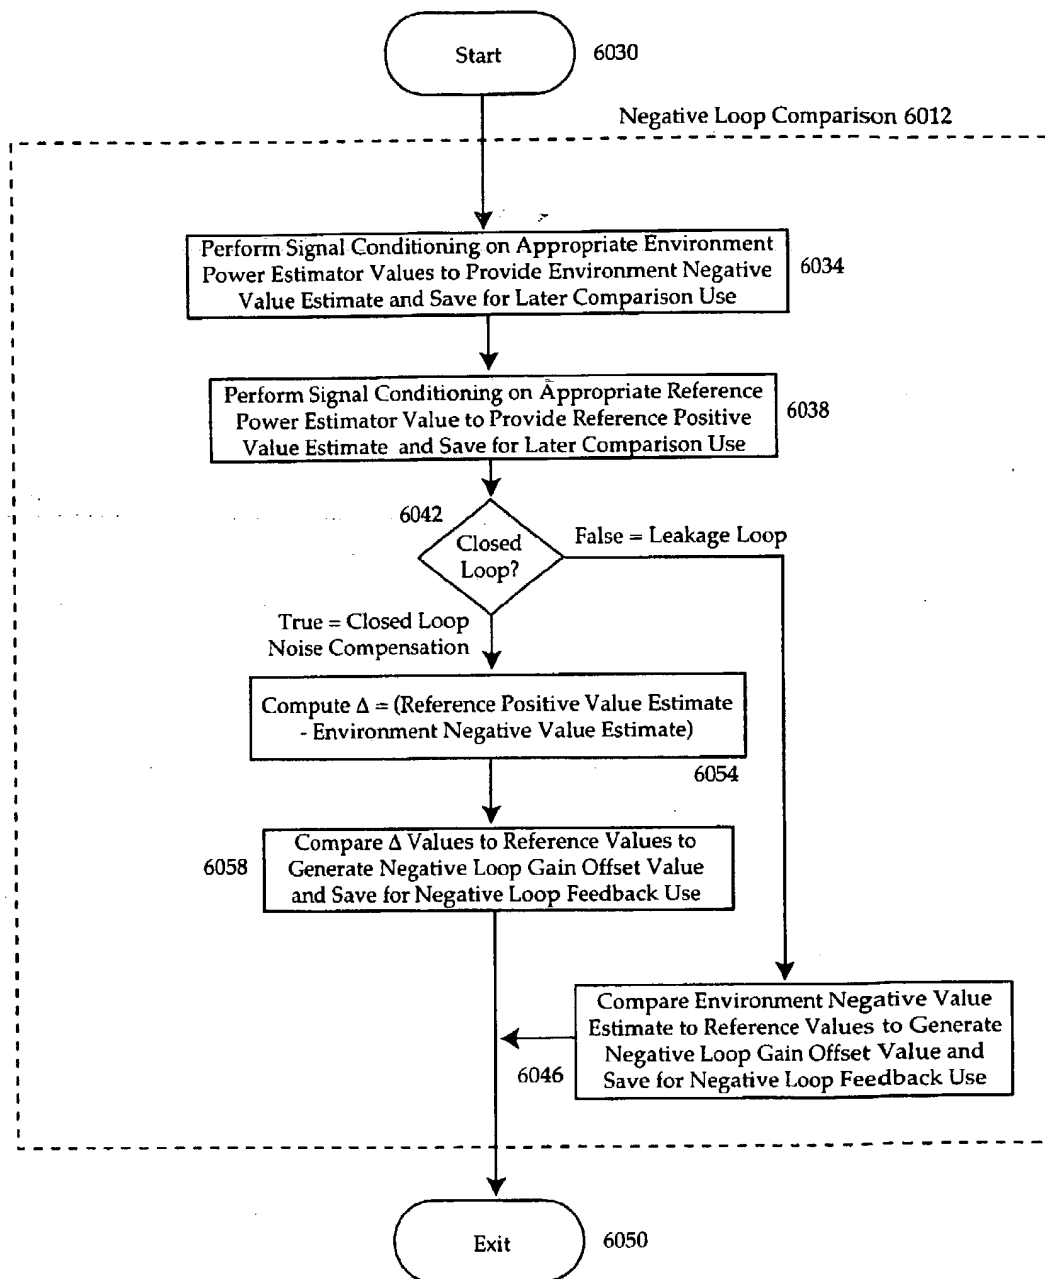 Start
6030
Negative Loop Comparison 6012
Perform Signal Conditioning on Appropriate Environment
Power Estimator Values to Provide Environment Negative
Value Estimate and Save for Later Comparison Use
6034
Perform Signal Conditioning on Appropriate Reference
Power Estimator Value to Provide Reference Positive
Value Estimate and Save for Later Comparison Use
6038
6042
Closed
Loop?
False = Leakage Loop
True = Closed Loop
Noise Compensation
Compute Δ = (Reference Positive Value Estimate
- Environment Negative Value Estimate)
6054
6058
Compare Δ Values to Reference Values to
Generate Negative Loop Gain Offset Value
and Save for Negative Loop Feedback Use
Compare Environment Negative Value
Estimate to Reference Values to Generate
Negative Loop Gain Offset Value and
Save for Negative Loop Feedback Use
6046
Exit
6050